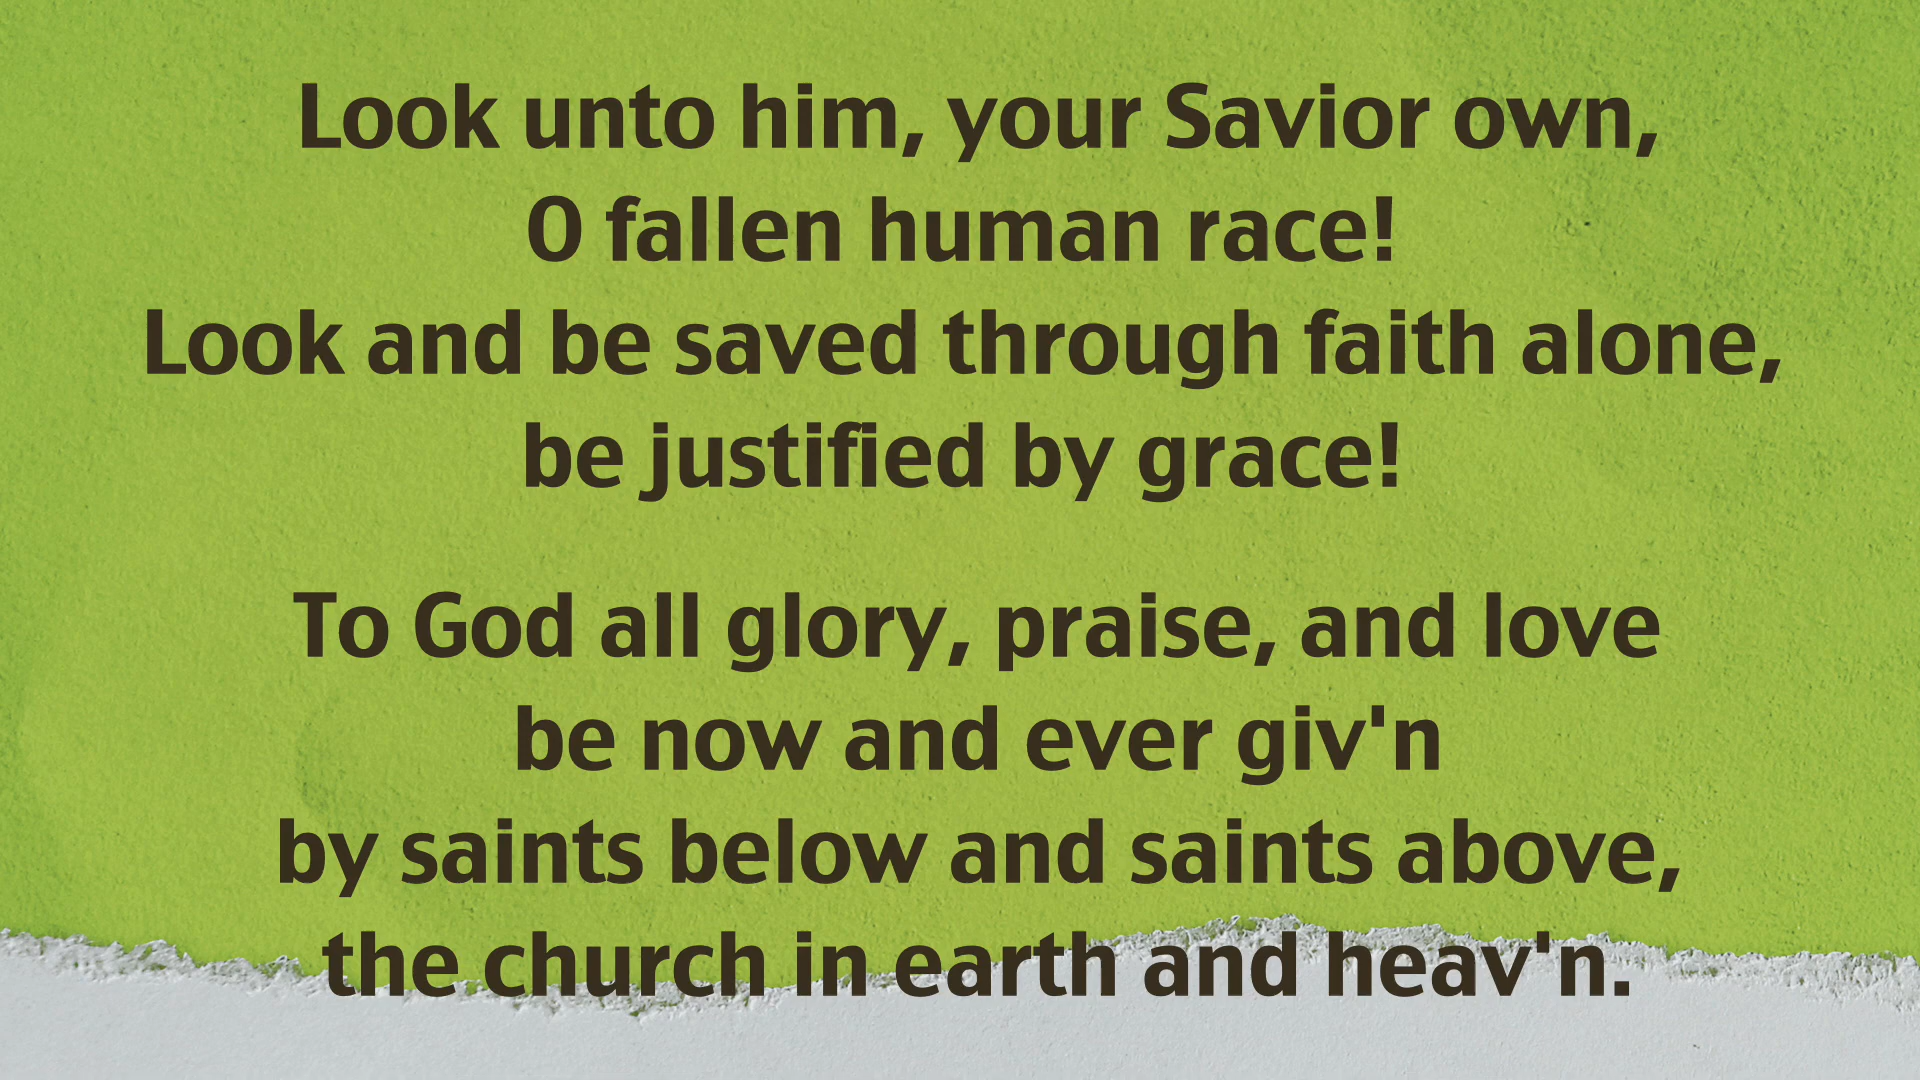 Look unto him, your Savior own,
O fallen human race!
Look and be saved through faith alone,
be justified by grace!
To God all glory, praise, and love
be now and ever giv'n
by saints below and saints above,
the church in earth and heav'n.